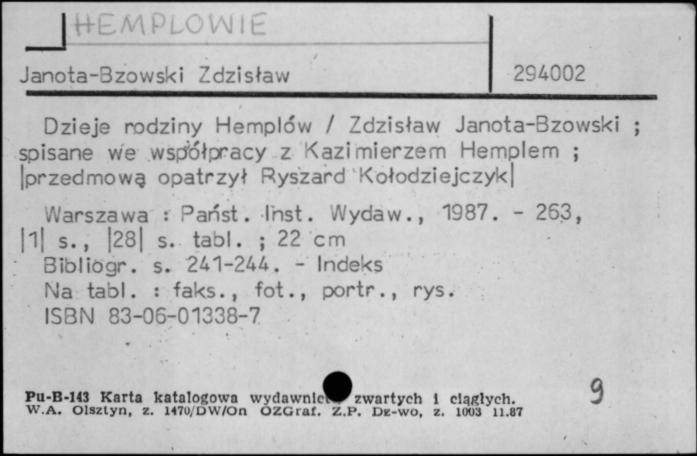 HEMPLOWIE
Janota-Bzowski Zdzisław 294002
Dzieje rodziny Hemplów / Zdzisław Janota-Bzowski ;
spisane we współpracy z Kazimierzem Hemplem ;
|przedmową opatrzył Ryszard Kołodziejczyk|
Warszawa : Państ. Inst. Wydaw., 1987. - 263,
|1| s., |28| s. tabl. ; 22 cm
Bibliogr. s. 241-244. - Indeks
Na tabl. : faks., fot., portr., rys.
ISBN 83-06-01338-7
9
Pu-B-143 Karta katalogowa wydawnict zwartych i ciągłych.
W.A. Olsztyn, z. 1470/DW/On OZGraf. Z.P. Dz-wo, z. 1003 11.87